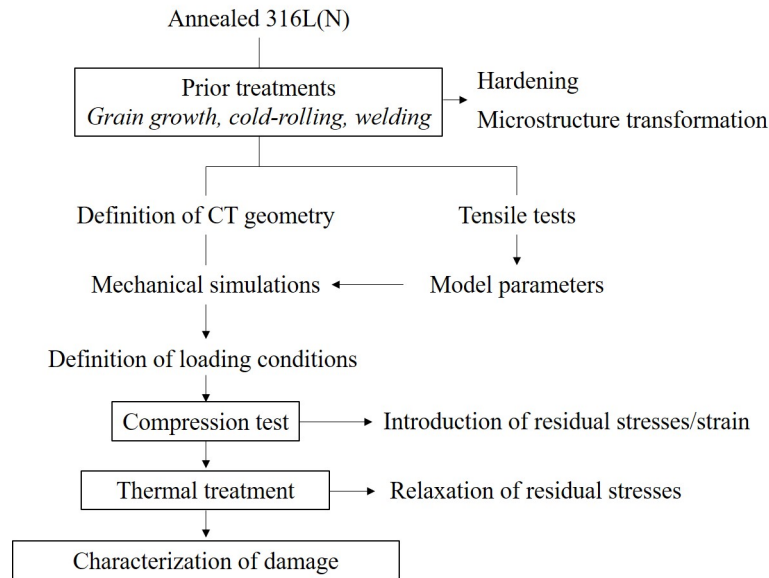 Annealed 316L(N)
Prior treatments
Grain growth, cold-rolling, welding
Hardening
Microstructure transformation
Definition of CT geometry
Tensile tests
Mechanical simulations
Model parameters
Definition of loading conditions
Compression test
Introduction of residual stresses/strain
Thermal treatment
Relaxation of residual stresses
Characterization of damage